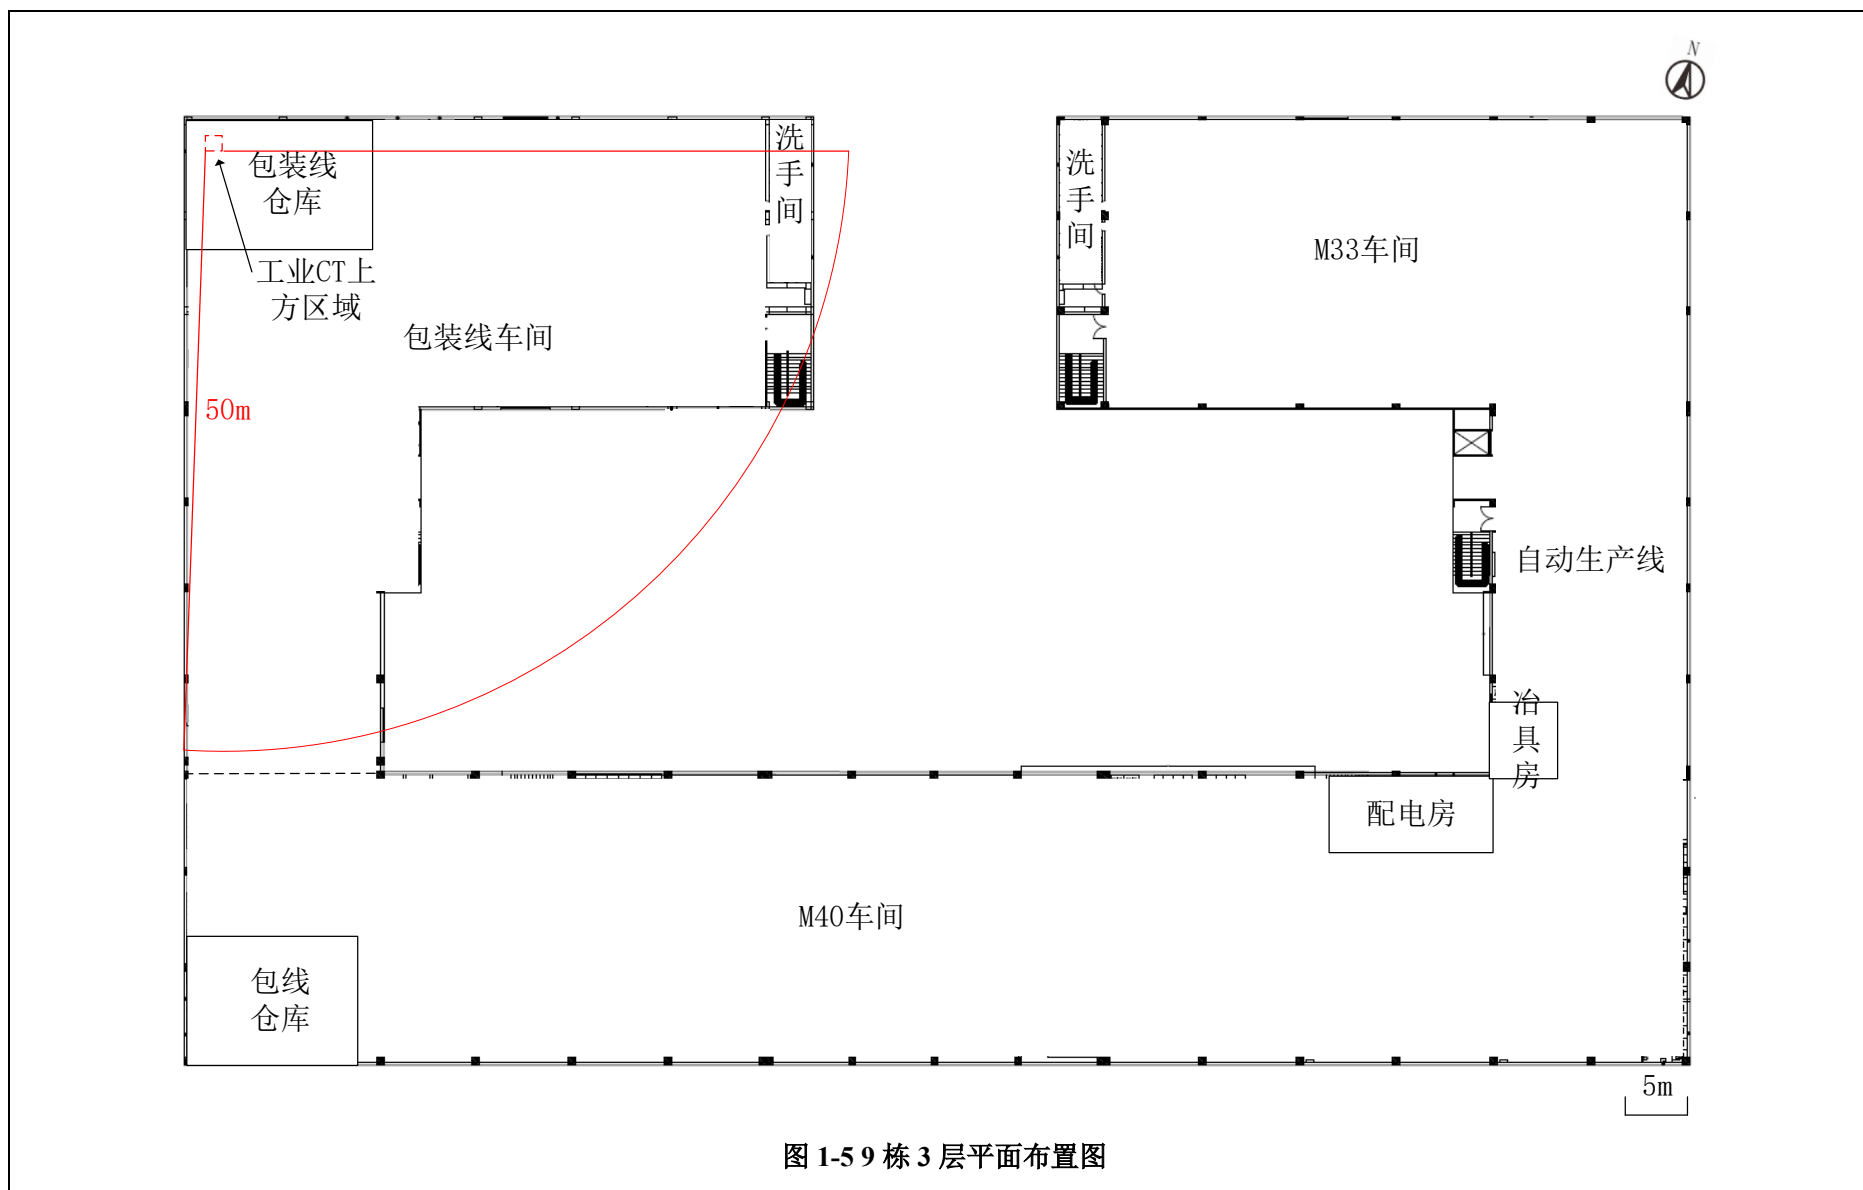 N
洗
手
间
包装线
仓库
洗
手
间
M33车间
工业CT上
方区域
包装线车间
50m
自动生产线
冶
具
房
配电房
M40车间
包线
仓库
5m
图 1-5 9 栋 3 层平面布置图